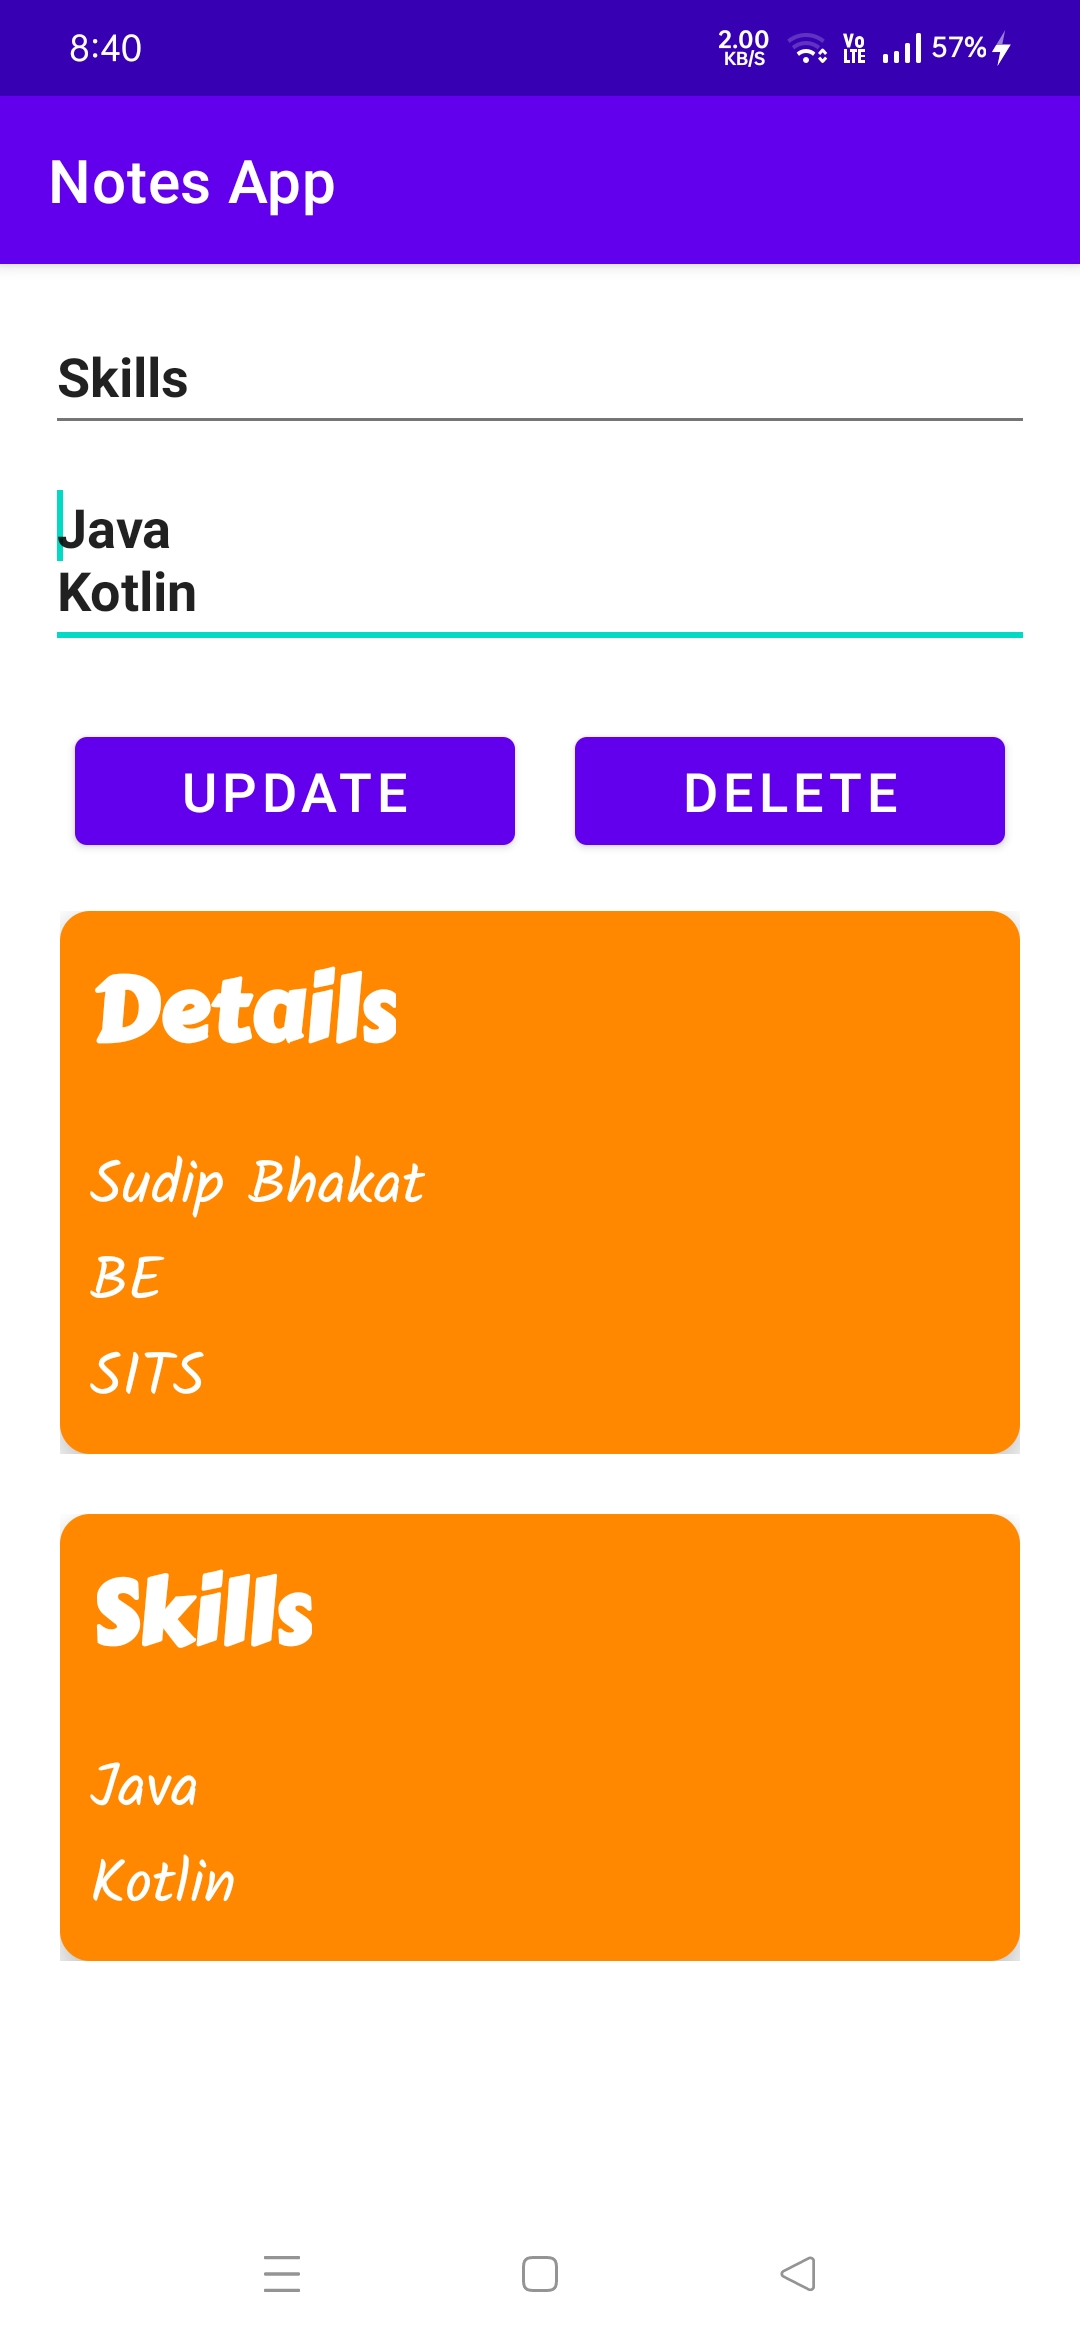 8:40
2.00
KB/S
Vo
LTE
57%
Notes App
Skills
Java
Kotlin
UPDATE
DELETE
Details
Sudip Bhakat
BE
SITS
Skills
Java
Kotlin